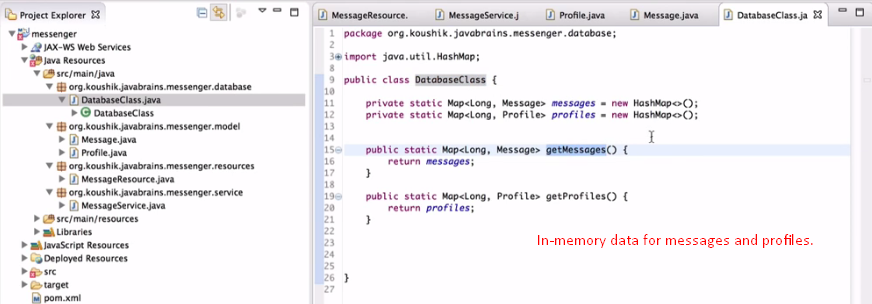 Project Explorer
messenger
JAX-WS Web Services
Java Resources
src/main/java
org.koushik.javabrains.messenger.database
DatabaseClass.java
DatabaseClass
org.koushik.javabrains.messenger.model
Message.java
Profile.java
org.koushik.javabrains.messenger.resources
MessageResource.java
org.koushik.javabrains.messenger.service
MessageService.java
src/main/resources
Libraries
JavaScript Resources
Deployed Resources
src
target
pom.xml
MessageResource. MessageService.j Profile.java Message.java DatabaseClass.ja
1 package org.koushik.javabrains.messenger.database;
2
3 import java.util.HashMap;
8
9 public class DatabaseClass {
10
11 private static Map<Long, Message> messages = new HashMap<>();
12 private static Map<Long, Profile> profiles = new HashMap<>();
13
14
15 public static Map<Long, Message> getMessages() {
16 return messages;
17 }
18
19 public static Map<Long, Profile> getProfiles() {
20 return profiles;
21 }
22
23
24
25
26 }
27
In-memory data for messages and profiles.